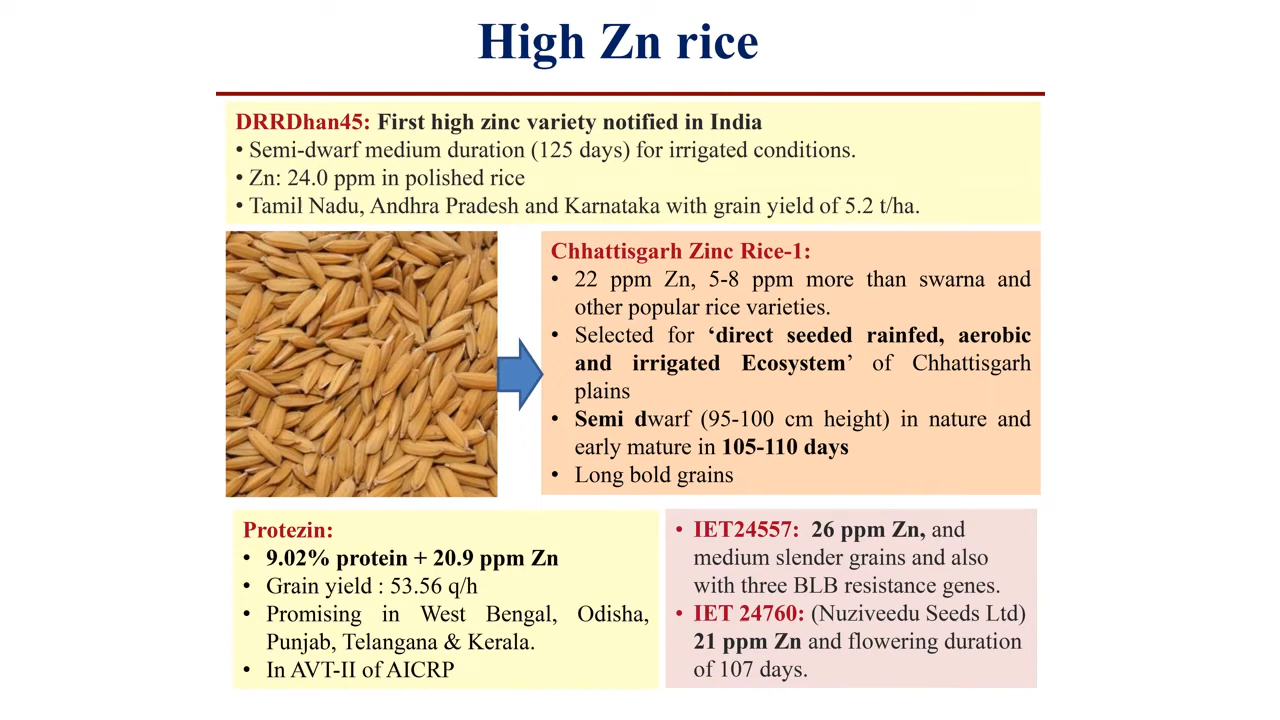 High Zn rice
DRRDhan45: First high zinc variety notified in India
• Semi-dwarf medium duration (125 days) for irrigated conditions.
• Zn: 24.0 ppm in polished rice
• Tamil Nadu, Andhra Pradesh and Karnataka with grain yield of 5.2 t/ha.
Chhattisgarh Zinc Rice-1:
• 22 ppm Zn, 5-8 ppm more than swarna and
other popular rice varieties.
• Selected for ‘direct seeded rainfed, aerobic
and irrigated Ecosystem’ of Chhattisgarh
plains
• Semi dwarf (95-100 cm height) in nature and
early mature in 105-110 days
• Long bold grains
Protezin:
• 9.02% protein + 20.9 ppm Zn
• Grain yield : 53.56 q/h
• Promising in West Bengal, Odisha,
Punjab, Telangana & Kerala.
• In AVT-II of AICRP
• IET24557: 26 ppm Zn, and
medium slender grains and also
with three BLB resistance genes.
• IET 24760: (Nuziveedu Seeds Ltd)
21 ppm Zn and flowering duration
of 107 days.